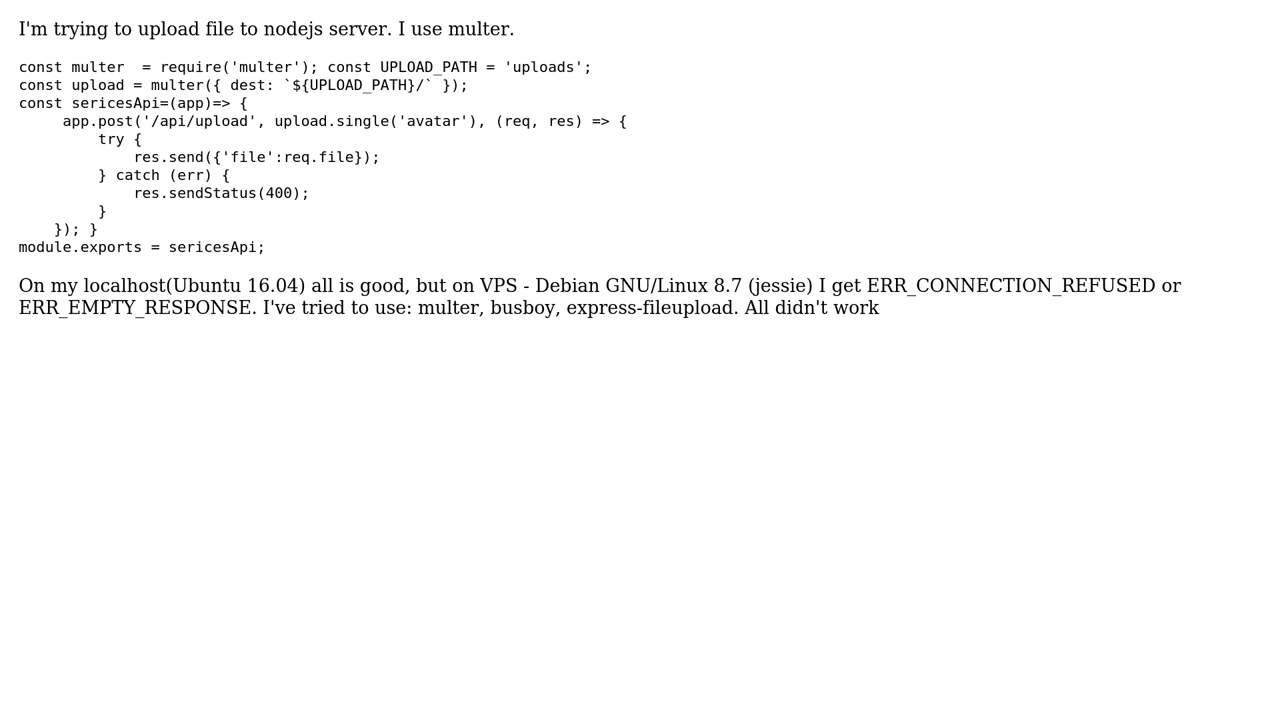 I'm trying to upload file to nodejs server. I use multer.
const multer  = require('multer'); const UPLOAD_PATH = 'uploads';
const upload = multer({ dest: `${UPLOAD_PATH}/` });
const sericesApi=(app)=> {
     app.post('/api/upload', upload.single('avatar'), (req, res) => {
         try {
             res.send({'file':req.file});
         } catch (err) {
             res.sendStatus(400);
         }
    }); }
module.exports = sericesApi;
On my localhost(Ubuntu 16.04) all is good, but on VPS - Debian GNU/Linux 8.7 (jessie) I get ERR_CONNECTION_REFUSED or
ERR_EMPTY_RESPONSE. I've tried to use: multer, busboy, express-fileupload. All didn't work